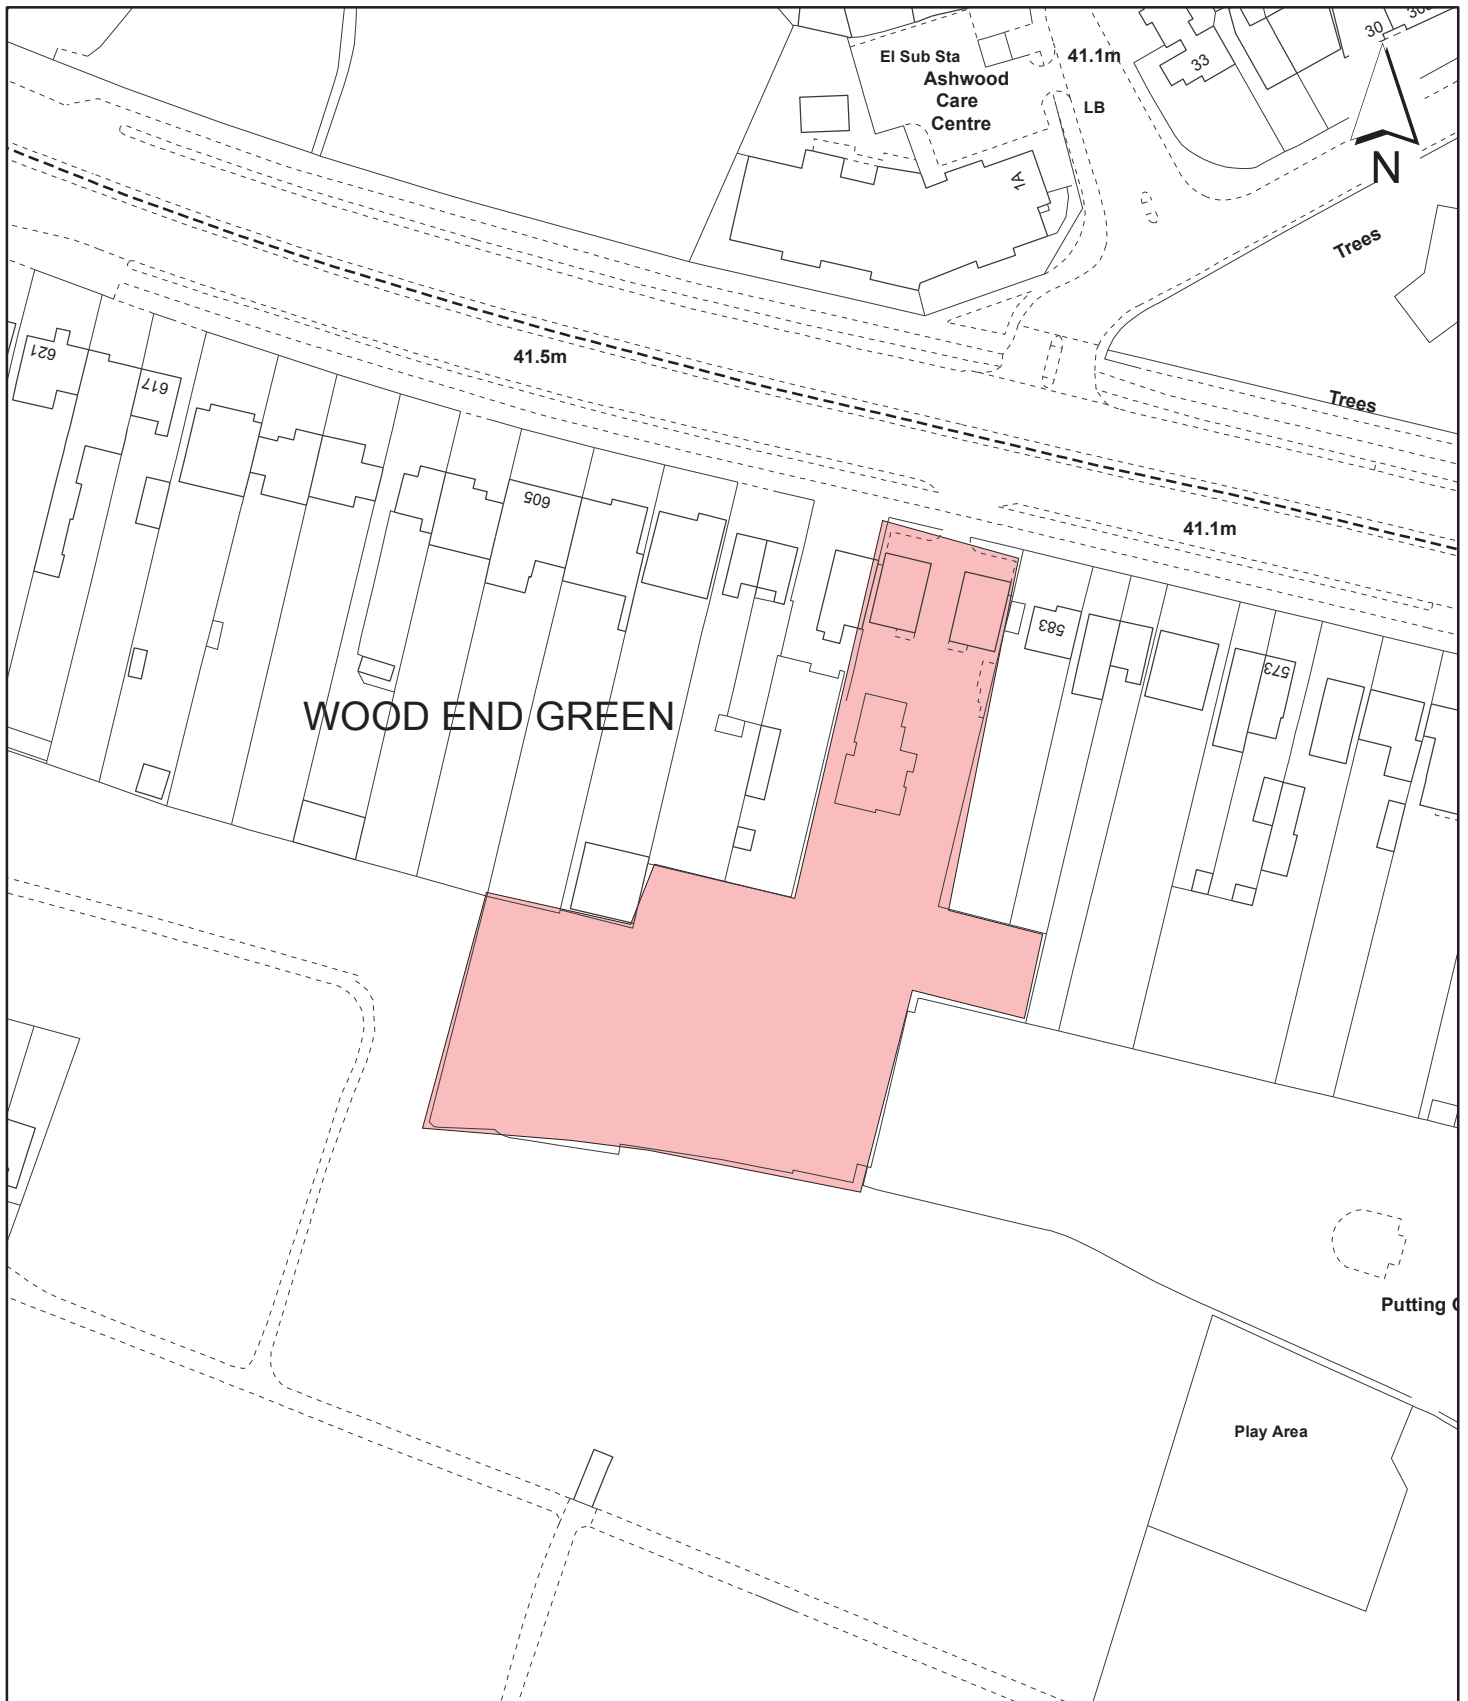 30
El Sub Sta
41.1m
33
Ashwood
Care
Centre
LB
N
1A
Trees
621
41.5m
617
Trees
605
41.1m
583
573
WOOD END GREEN
Putting
Play Area